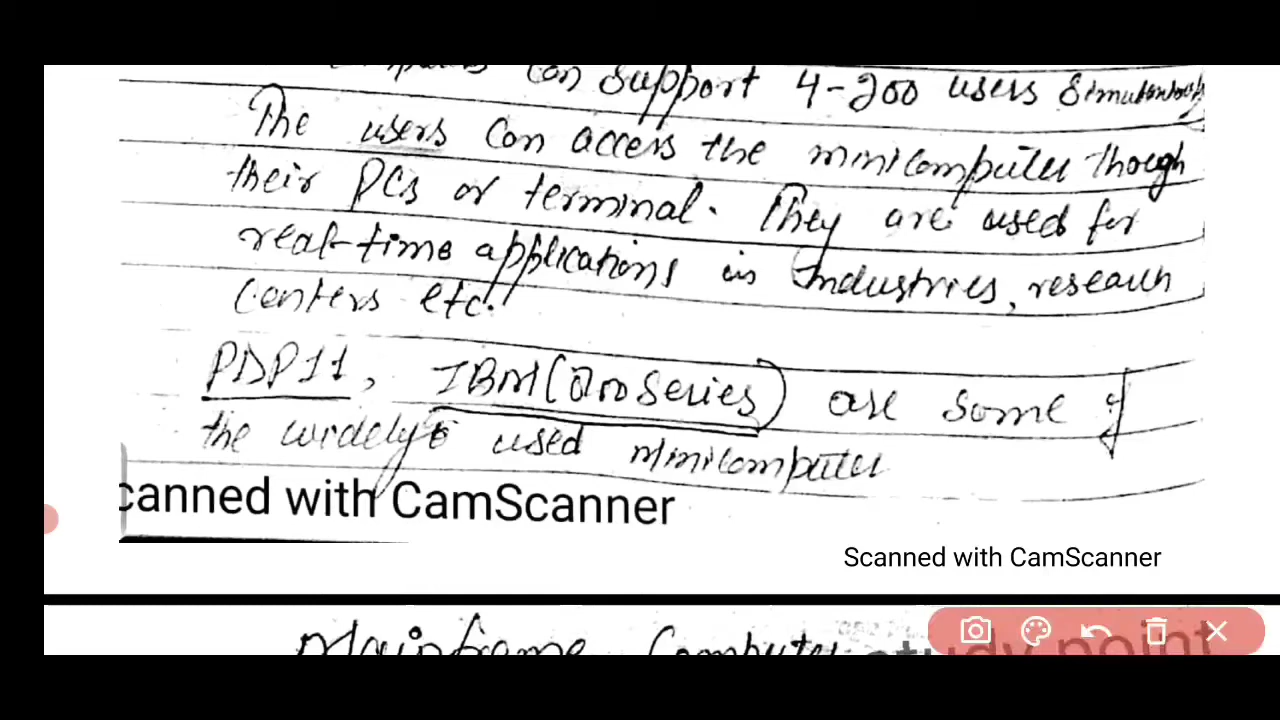 can support 4-200 users
The users can access the minicomputer though
their PCs or terminal. They are used for
real-time applications in Industries, research
Centers etc.
PDP11, IBM( Series) are some of
the widely used minicomputer
canned with CamScanner
Scanned with CamScanner
Mainframe Computer study point